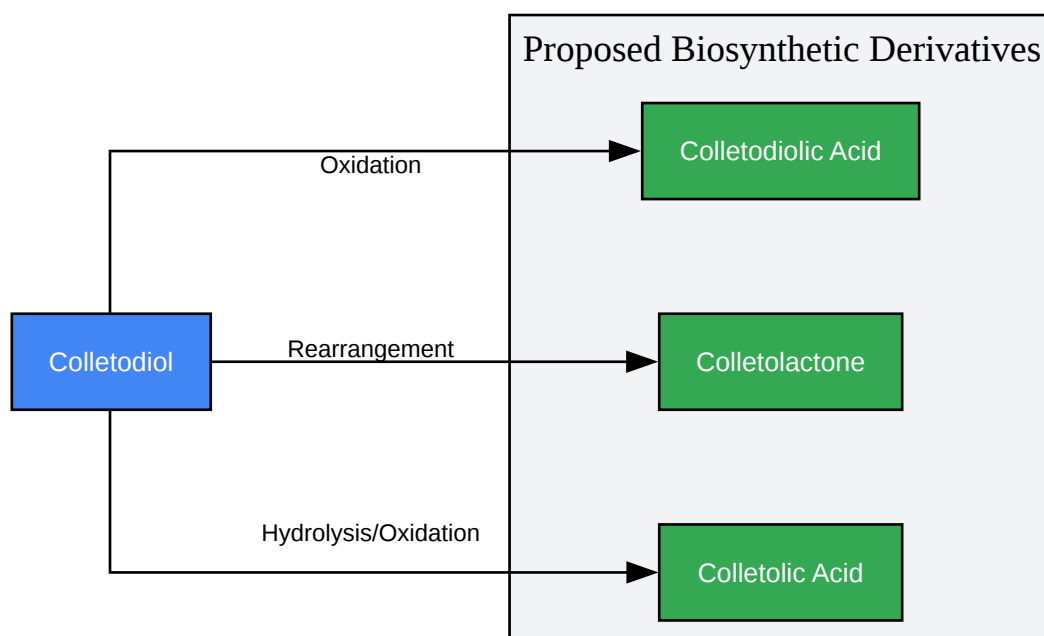 Proposed Biosynthetic Derivatives
Colletodiolic Acid
Oxidation
Colletodiol
Rearrangement
Colletolactone
Hydrolysis/Oxidation
Colletolic Acid